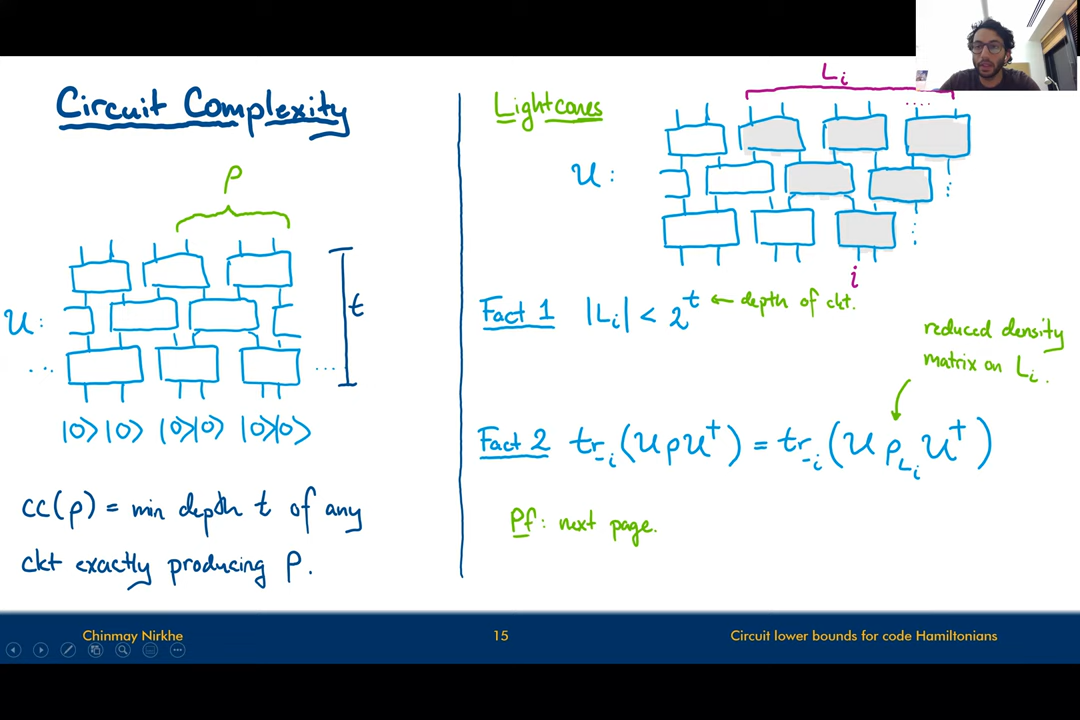 Circuit Complexity
ρ
U:
t
... ...
|0⟩|0⟩ |0⟩|0⟩ |0⟩|0⟩
cc(ρ) = min depth t of any
ckt exactly producing ρ.
Lightcones
L_i
U:
i
Fact 1 |L_i| < 2^t ← depth of ckt.
reduced density
matrix on L_i.
Fact 2 tr_{-i}(UρU†) = tr_{-i}(Uρ_{L_i}U†)
Pf: next page.
Chinmay Nirkhe 15 Circuit lower bounds for code Hamiltonians